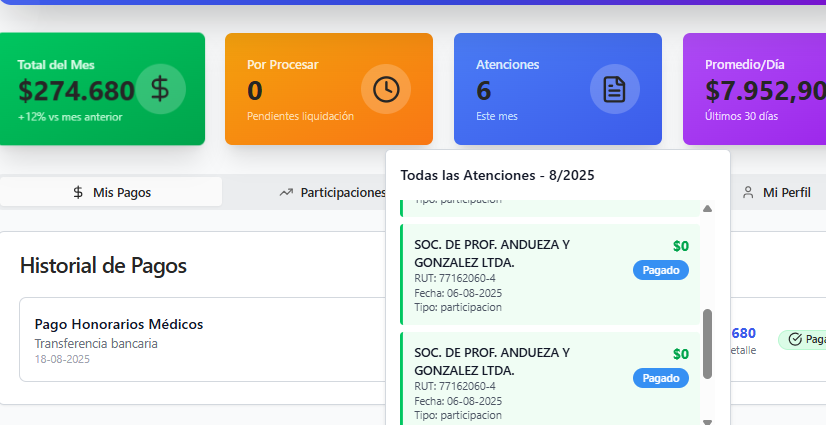 Total del Mes
$274.680
+12% vs mes anterior
Por Procesar
0
Pendientes liquidación
Atenciones
6
Este mes
Promedio/Día
$7.952,90
Últimos 30 días
Mis Pagos
Participaciones
Mi Perfil
Todas las Atenciones - 8/2025
Tipo: participacion
SOC. DE PROF. ANDUEZA Y
GONZALEZ LTDA.
$0
Pagado
RUT: 77162060-4
Fecha: 06-08-2025
Tipo: participacion
SOC. DE PROF. ANDUEZA Y
GONZALEZ LTDA.
$0
Pagado
RUT: 77162060-4
Fecha: 06-08-2025
Tipo: participacion
Historial de Pagos
Pago Honorarios Médicos
Transferencia bancaria
18-08-2025
680
etalle
Paga